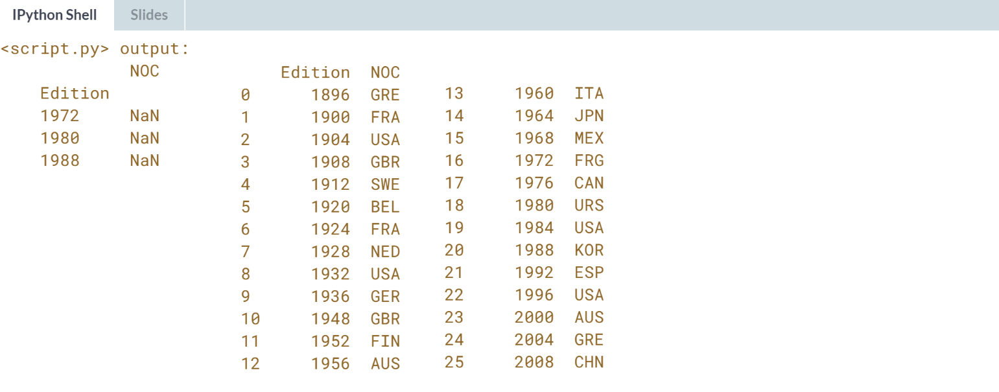 IPython Shell Slides
<script.py> output:
NOC
Edition
1972 NaN
1980 NaN
1988 NaN
Edition NOC
0 1896 GRE
1 1900 FRA
2 1904 USA
3 1908 GBR
4 1912 SWE
5 1920 BEL
6 1924 FRA
7 1928 NED
8 1932 USA
9 1936 GER
10 1948 GBR
11 1952 FIN
12 1956 AUS
13 1960 ITA
14 1964 JPN
15 1968 MEX
16 1972 FRG
17 1976 CAN
18 1980 URS
19 1984 USA
20 1988 KOR
21 1992 ESP
22 1996 USA
23 2000 AUS
24 2004 GRE
25 2008 CHN